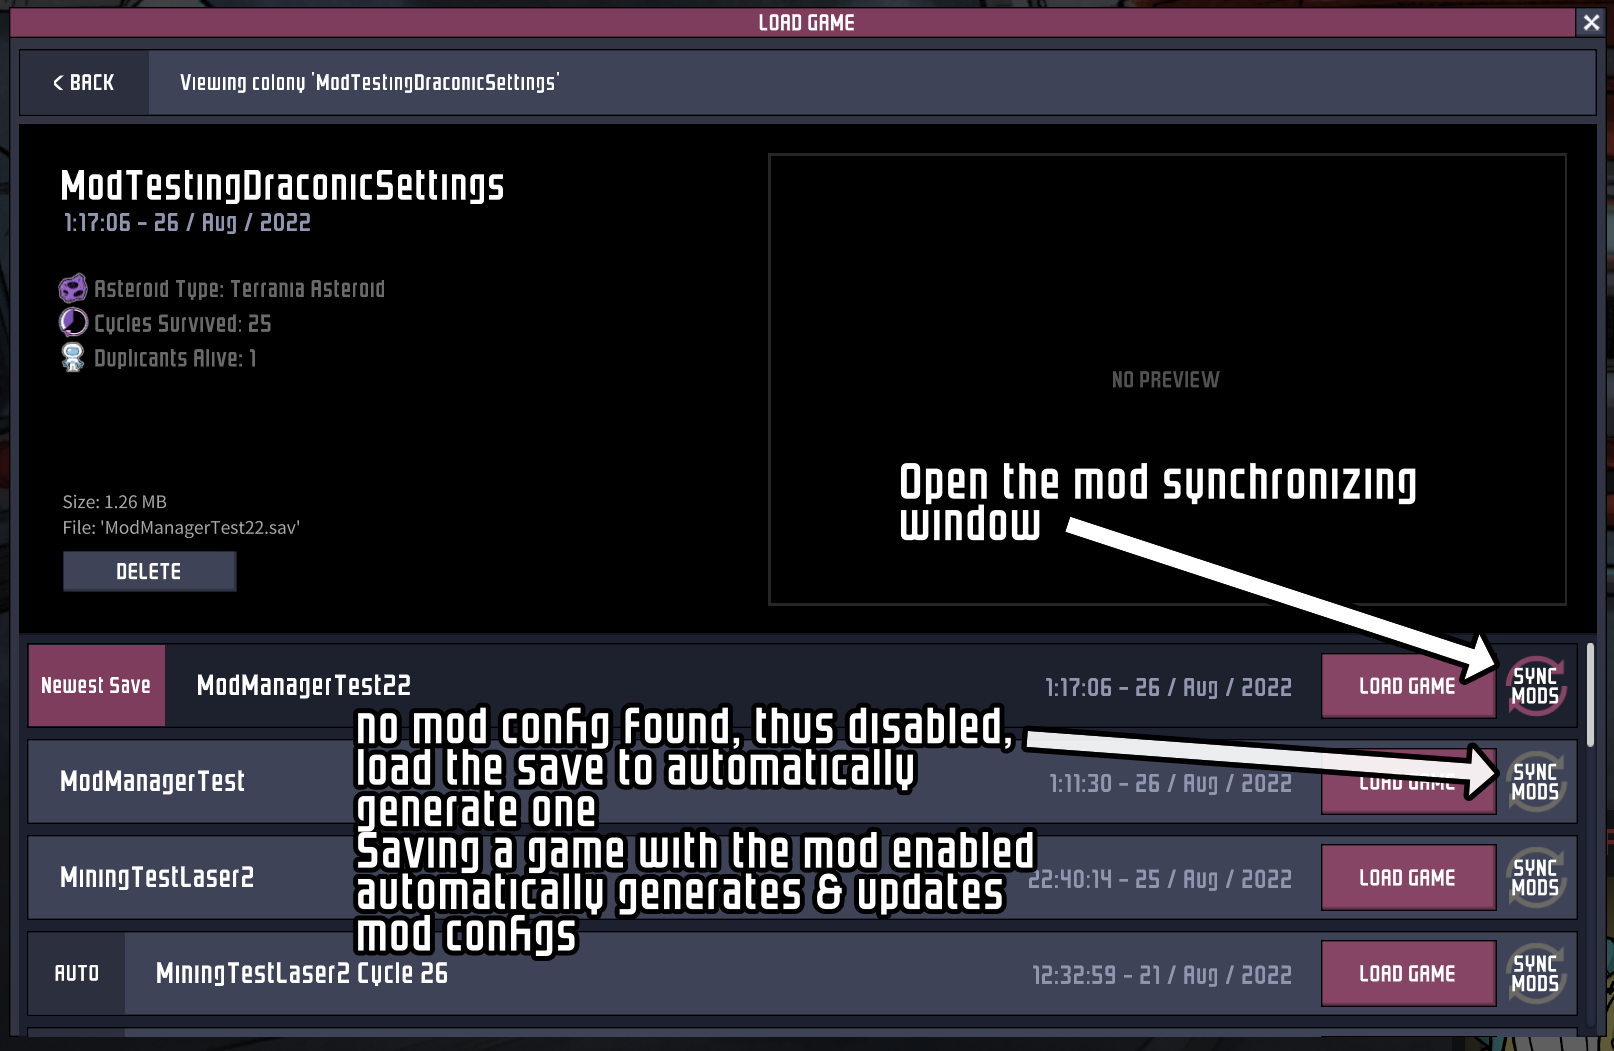 LOAD GAME
< BACK
Viewing colony 'ModTestingDraconicSettings'
ModTestingDraconicSettings
1:17:06 - 26 / Aug / 2022
Asteroid Type: Terrania Asteroid
Cycles Survived: 25
Duplicants Alive: 1
NO PREVIEW
Open the mod synchronizing
window
Size: 1.26 MB
File: 'ModManagerTest22.sav'
DELETE
Newest Save
ModManagerTest22
1:17:06 - 26 / Aug / 2022
LOAD GAME
SYNC
MODS
no mod config found, thus disabled,
load the save to automatically
generate one
Saving a game with the mod enabled
automatically generates & updates
mod configs
ModManagerTest
1:11:30 - 26 / Aug / 2022
LOAD GAME
SYNC
MODS
MiningTestLaser2
22:40:14 - 25 / Aug / 2022
LOAD GAME
SYNC
MODS
AUTO
MiningTestLaser2 Cycle 26
12:32:59 - 21 / Aug / 2022
LOAD GAME
SYNC
MODS